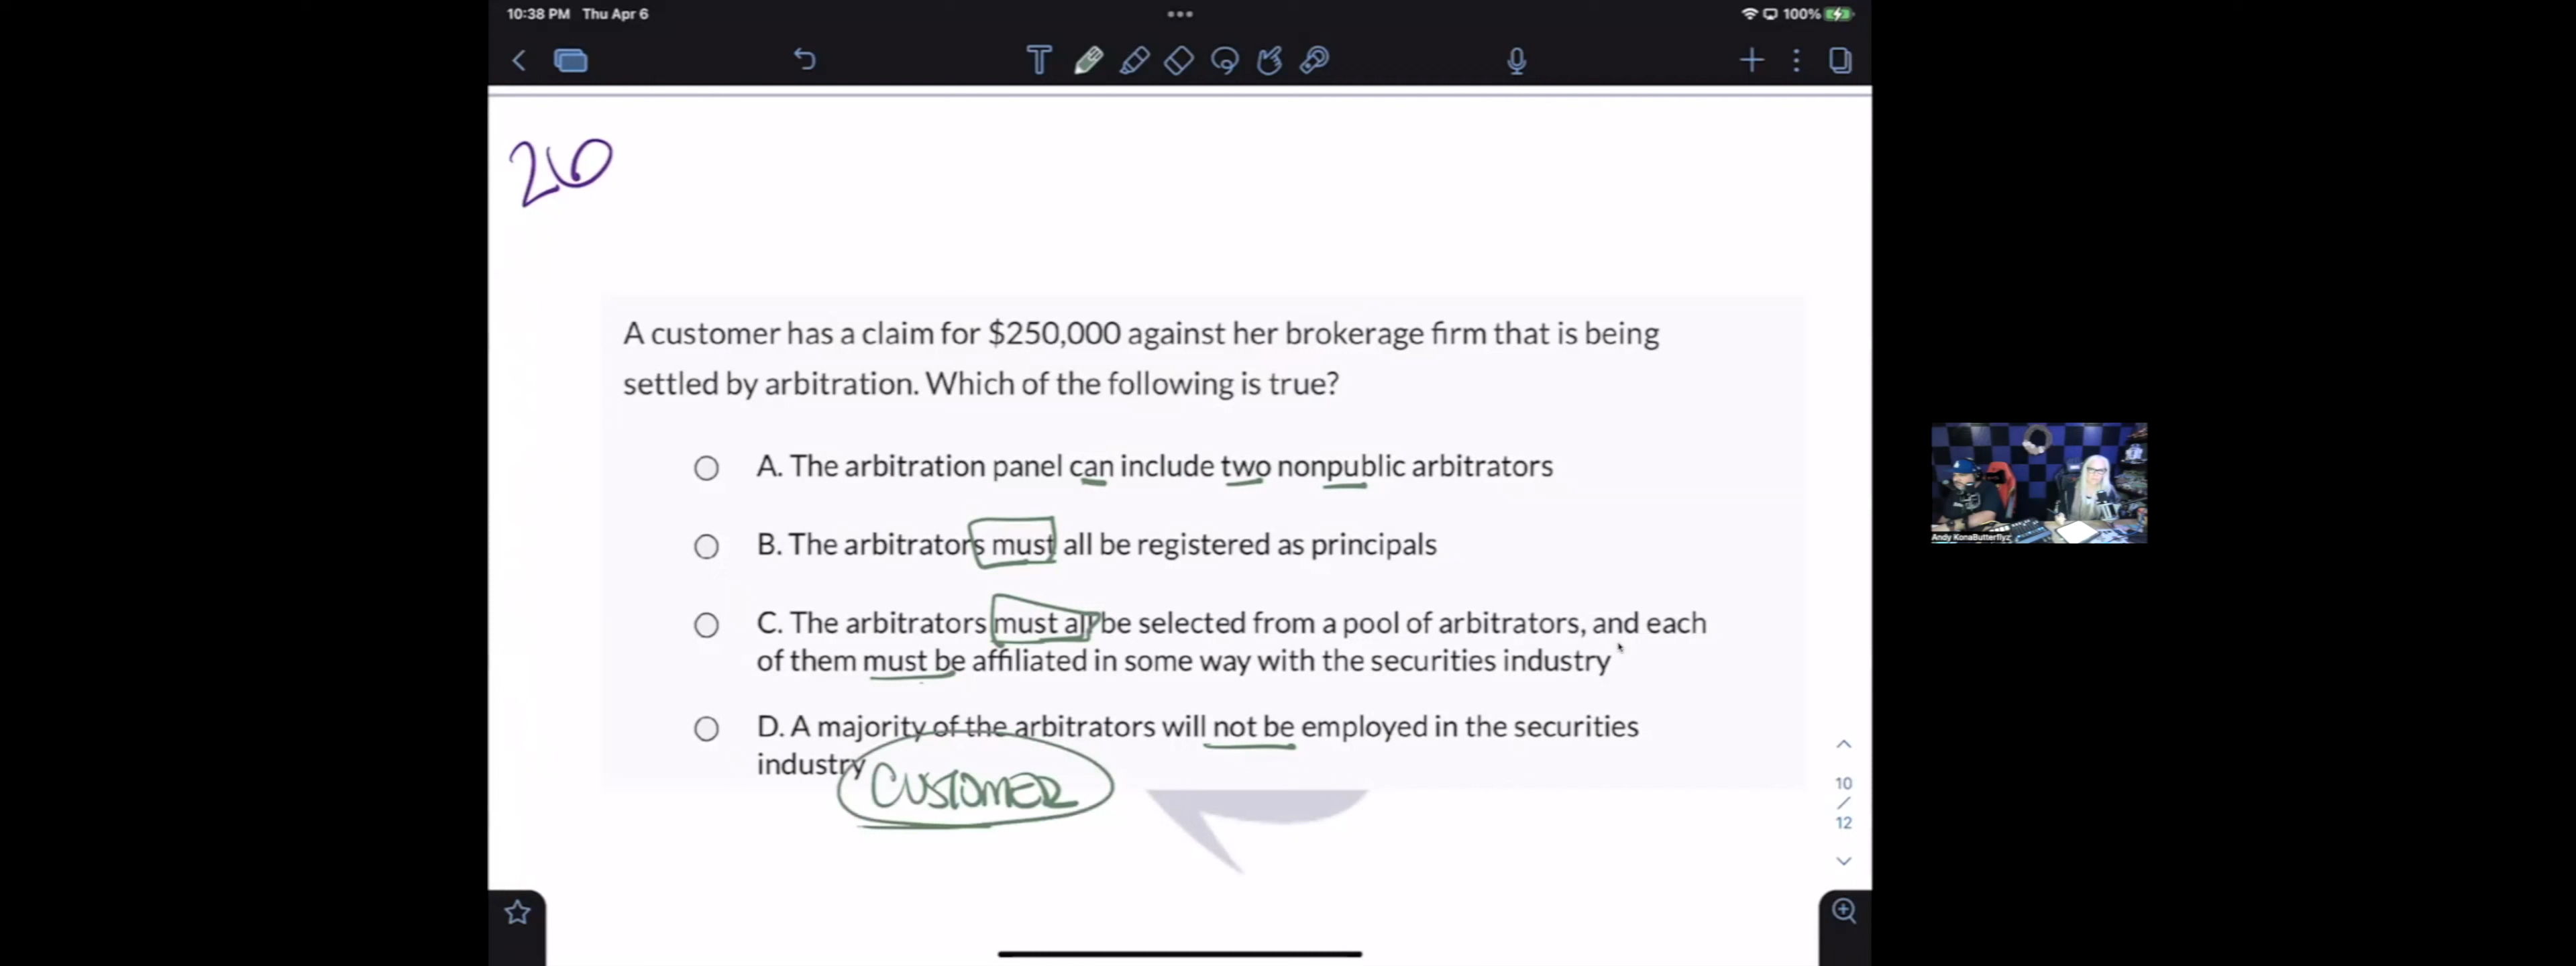 10:38 PM Thu Apr 6
100%
26
A customer has a claim for $250,000 against her brokerage firm that is being
settled by arbitration. Which of the following is true?
A. The arbitration panel can include two nonpublic arbitrators
B. The arbitrators must all be registered as principals
C. The arbitrators must all be selected from a pool of arbitrators, and each
of them must be affiliated in some way with the securities industry
D. A majority of the arbitrators will not be employed in the securities
industry
CUSTOMER
10
/
12
Andy KonaButterflyz